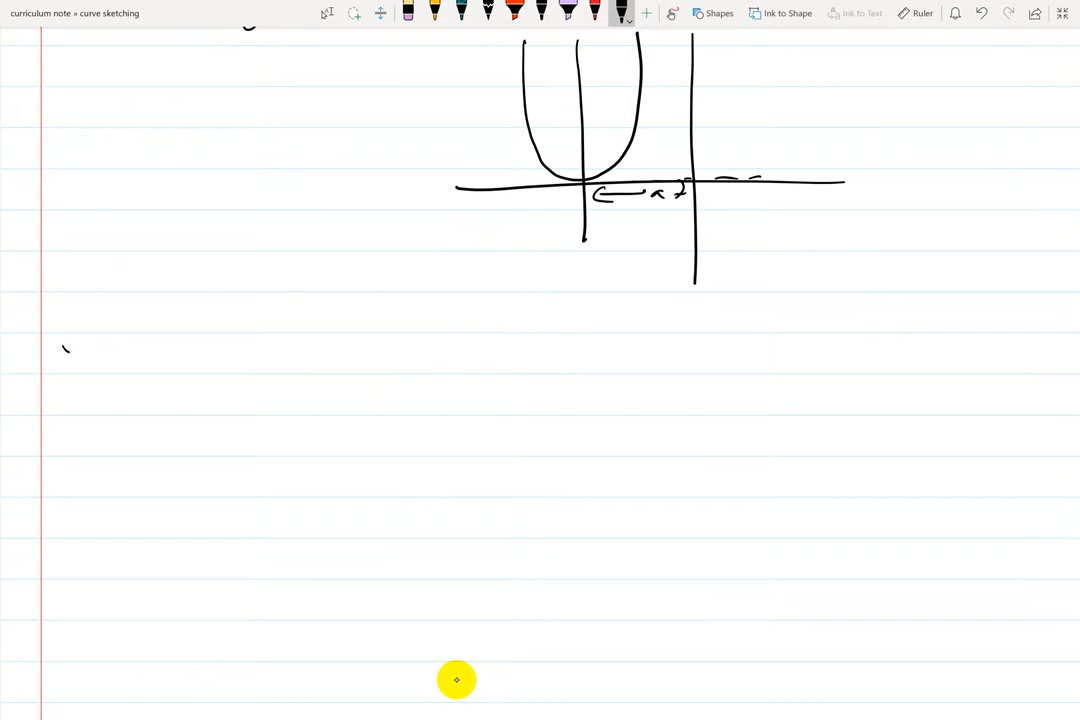 curriculum note » curve sketching
Shapes
Ink to Shape
Ink to Text
Ruler
a